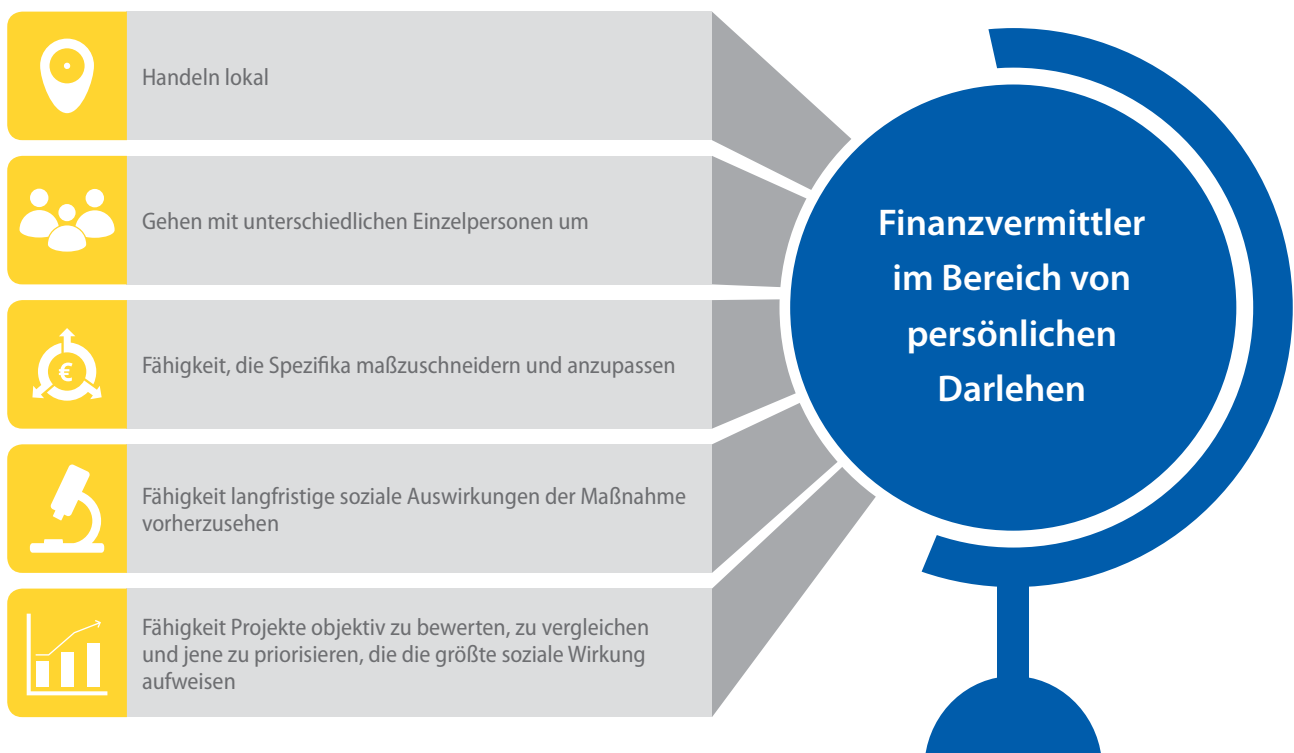 Handeln lokal
Gehen mit unterschiedlichen Einzelpersonen um
€
Fähigkeit, die Spezifika maßzuschneidern und anzupassen
Fähigkeit langfristige soziale Auswirkungen der Maßnahme
vorherzusehen
Fähigkeit Projekte objektiv zu bewerten, zu vergleichen
und jene zu priorisieren, die die größte soziale Wirkung
aufweisen
Finanzvermittler
im Bereich von
persönlichen
Darlehen